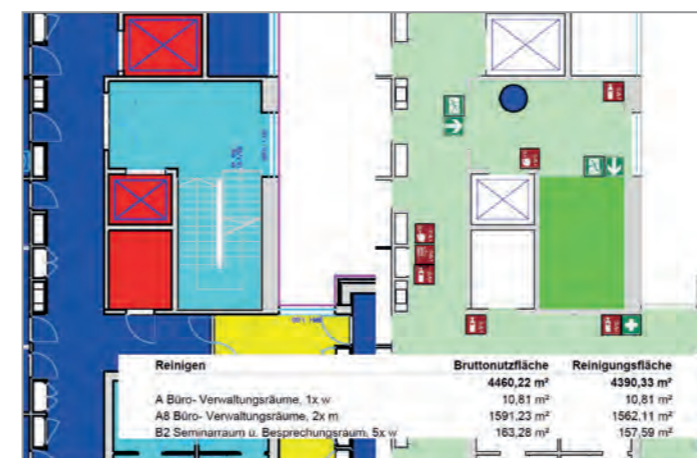 Reinigen Bruttonutzfläche Reinigungsfläche
4460,22 m² 4390,33 m²
A Büro- Verwaltungsräume, 1x w 10,81 m² 10,81 m²
A8 Büro- Verwaltungsräume, 2x m 1591,23 m² 1562,11 m²
B2 Seminarraum u. Besprechungsraum, 5x w 163,28 m² 157,59 m²